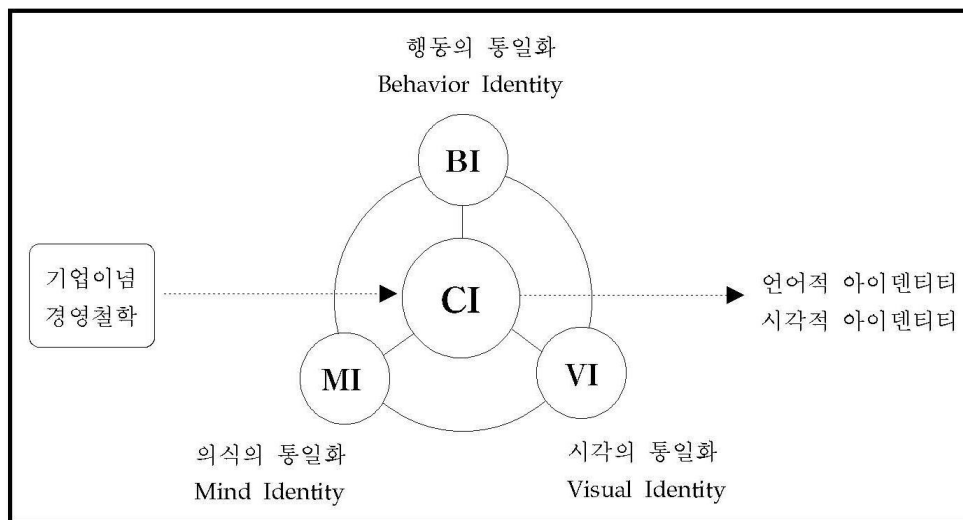 행동의 통일화
Behavior Identity
BI
기업이념
경영철학
CI
언어적 아이덴티티
시각적 아이덴티티
MI
VI
의식의 통일화
Mind Identity
시각의 통일화
Visual Identity